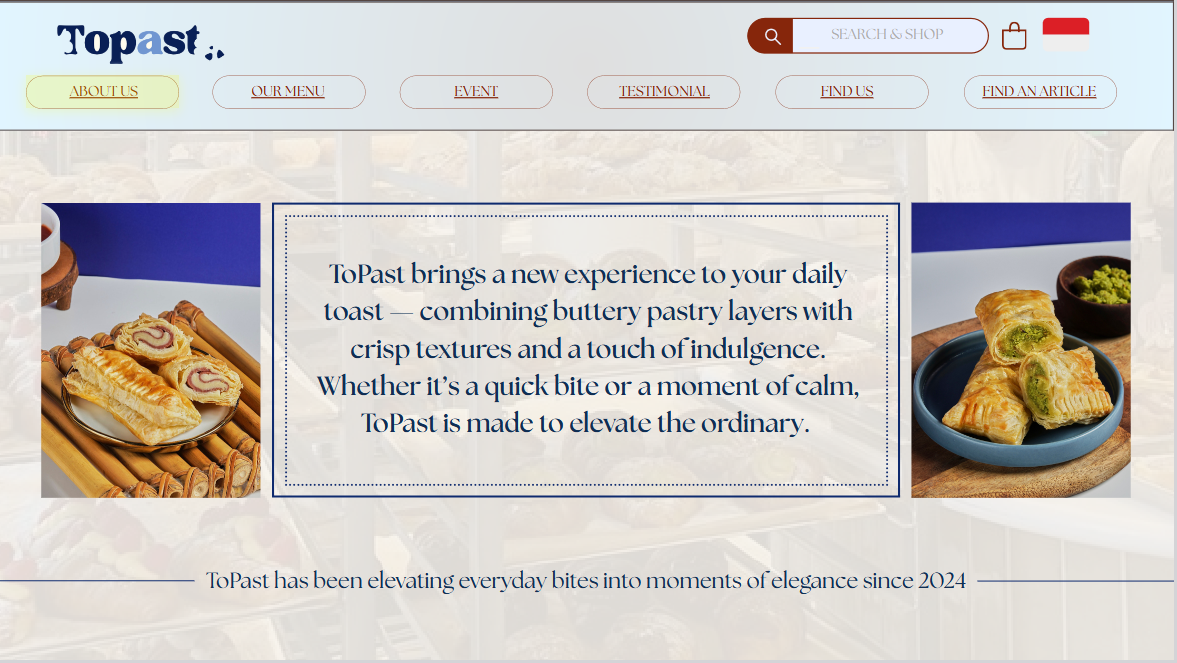 Topast
SEARCH & SHOP
ABOUT US
OUR MENU
EVENT
TESTIMONIAL
FIND US
FIND AN ARTICLE
ToPast brings a new experience to your daily
toast — combining buttery pastry layers with
crisp textures and a touch of indulgence.
Whether it's a quick bite or a moment of calm,
ToPast is made to elevate the ordinary.
ToPast has been elevating everyday bites into moments of elegance since 2024